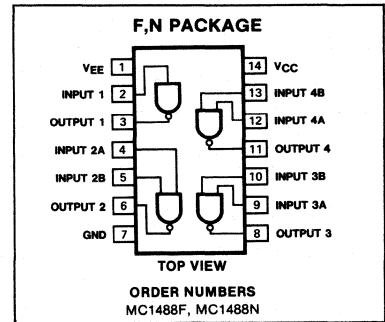 F,N PACKAGE
VEE 1 14 VCC
INPUT 1 2 13 INPUT 4B
OUTPUT 1 3 12 INPUT 4A
INPUT 2A 4 11 OUTPUT 4
INPUT 2B 5 10 INPUT 3B
OUTPUT 2 6 9 INPUT 3A
GND 7 8 OUTPUT 3
TOP VIEW
ORDER NUMBERS
MC1488F, MC1488N